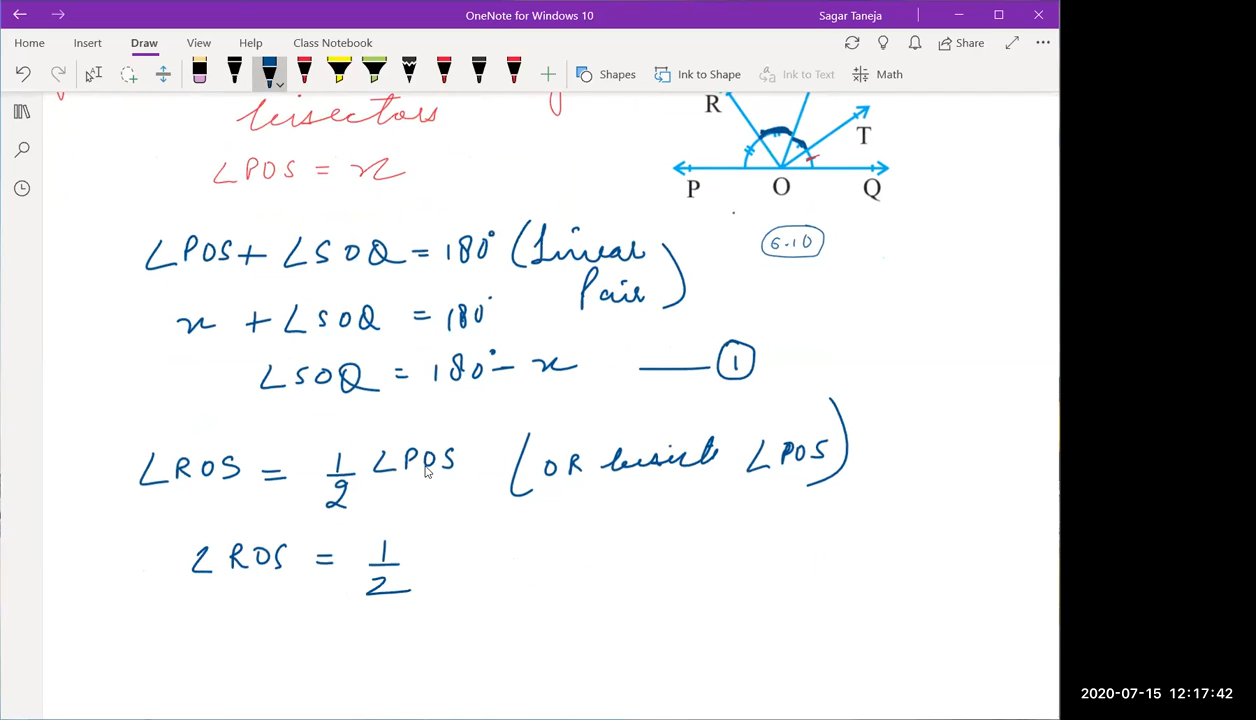 OneNote for Windows 10
Sagar Taneja
Home Insert Draw View Help Class Notebook
Share
Shapes Ink to Shape Ink to Text Math
bisectors
∠POS = x
R
T
P O Q
6.10
∠POS + ∠SOQ = 180° (Linear
Pair)
x + ∠SOQ = 180°
∠SOQ = 180° - x —— 1
∠ROS = 1/2 ∠POS (OR bisects ∠POS)
∠ROS = 1/2
2020-07-15 12:17:42